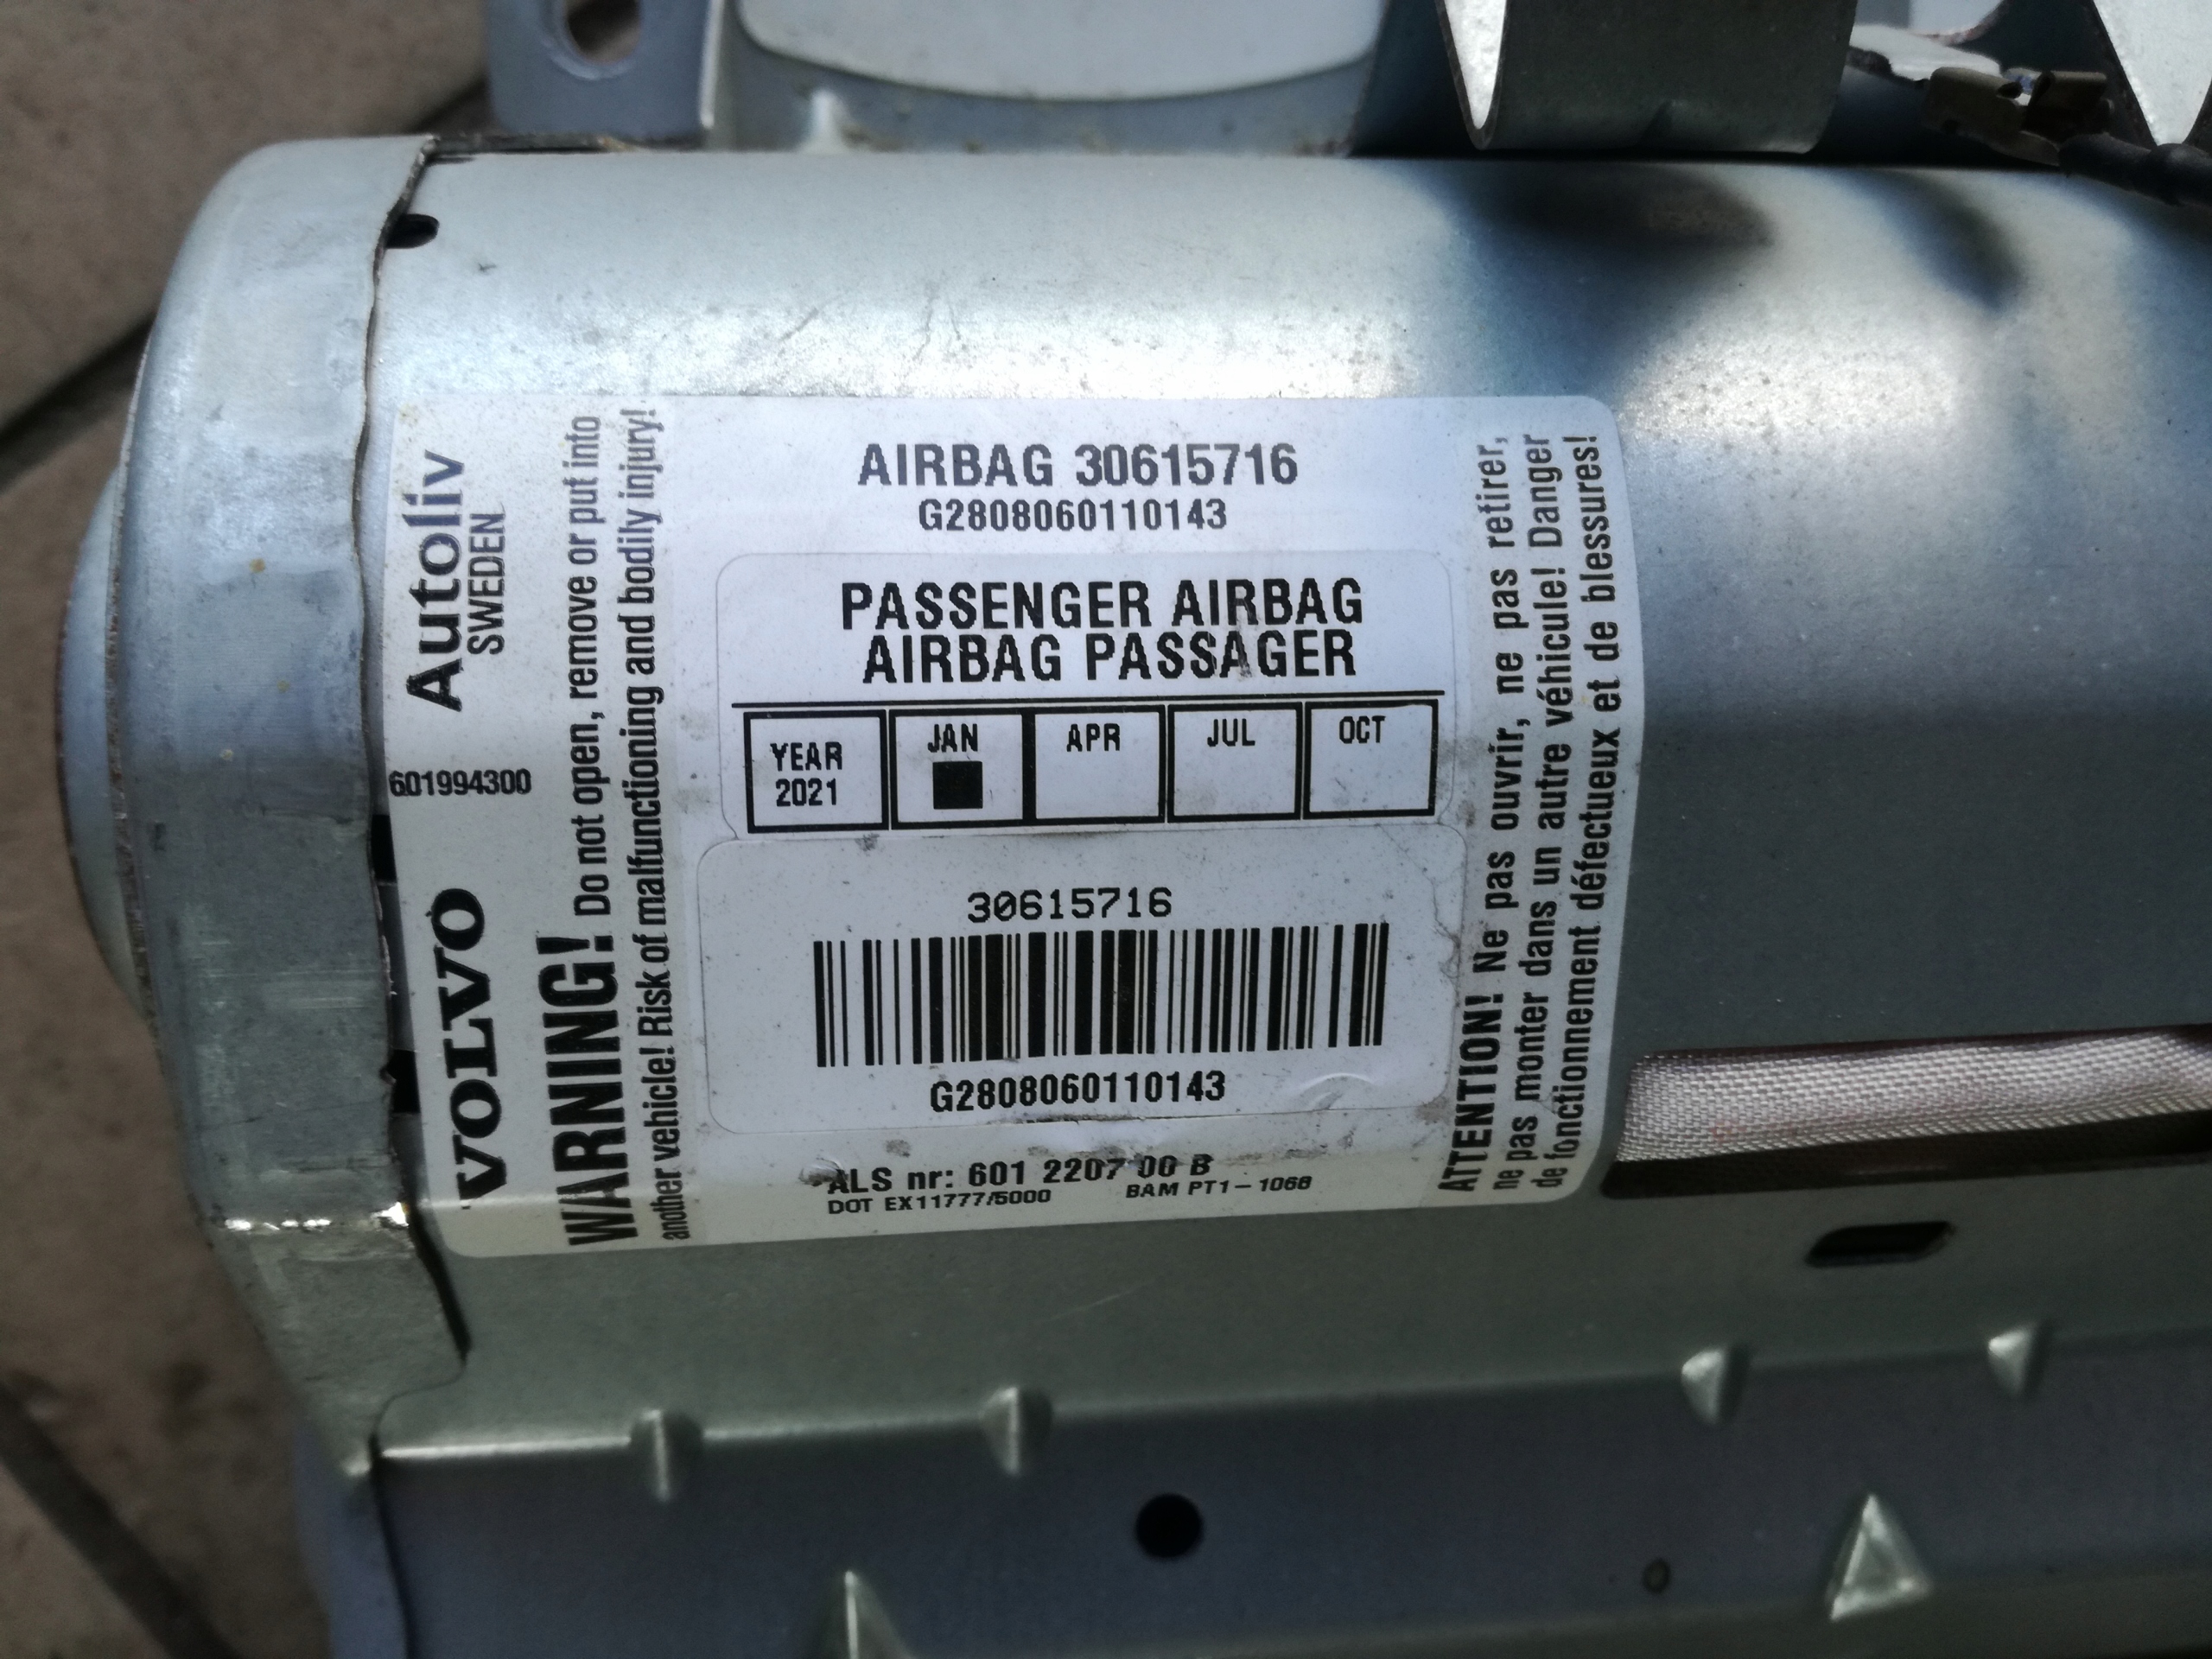 Autoliv
SWEDEN
601994300
VOLVO
WARNING! Do not open, remove or put into
another vehicle! Risk of malfunctioning and bodily injury!
AIRBAG 30615716
G2808060110143
PASSENGER AIRBAG
AIRBAG PASSAGER
YEAR
2021
JAN
APR
JUL
OCT
30615716
G2808060110143
ALS nr: 601 2207 00 B
DOT EX11777/5000 BAM PT1-1068
ATTENTION! Ne pas ouvrir, ne pas retirer,
ne pas monter dans un autre véhicule! Danger
de fonctionnement défectueux et de blessures!